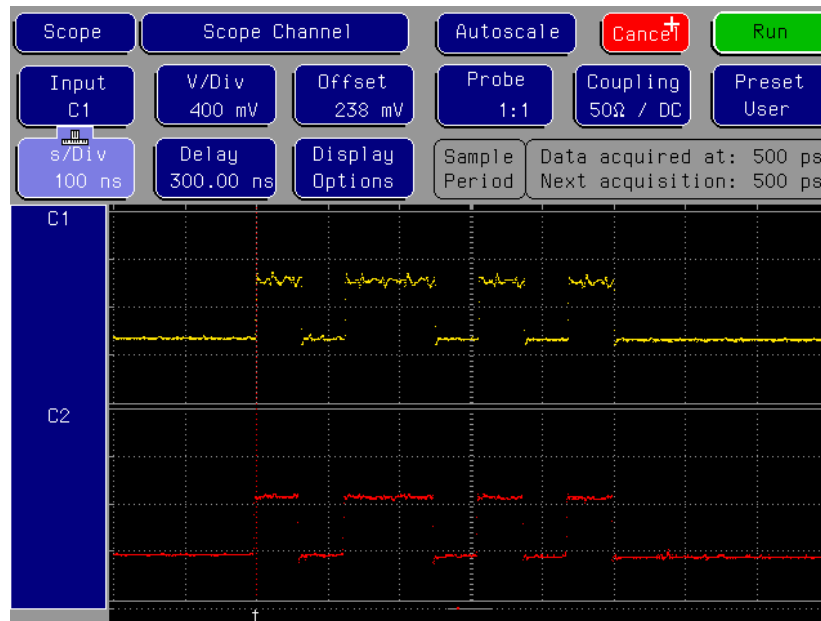 Scope Scope Channel Autoscale Cancel Run
Input V/Div Offset Probe Coupling Preset
C1 400 mV 238 mV 1:1 50Ω / DC User
s/Div Delay Display Sample Data acquired at: 500 ps
100 ns 300.00 ns Options Period Next acquisition: 500 ps
C1
C2